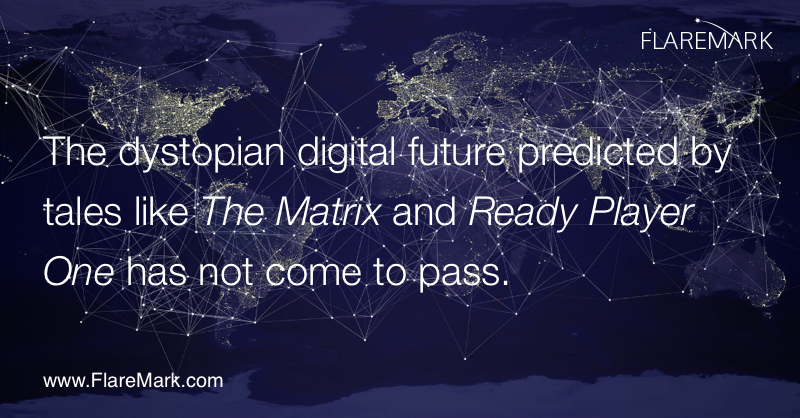 FLAREMARK
The dystopian digital future predicted by
tales like The Matrix and Ready Player
One has not come to pass.
www.FlareMark.com